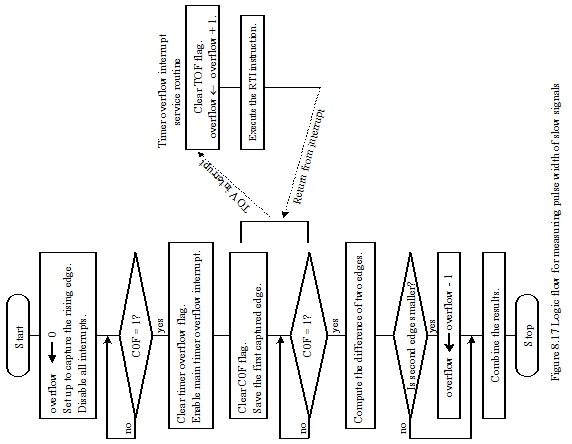 Start
overflow ← 0
Set up to capture the rising edge.
Disable all interrupts.
COF = 1?
no
yes
Clear timer overflow flag.
Enable main timer overflow interrupt.
Clear COF flag.
Save the first captured edge.
COF = 1?
no
yes
Compute the difference of two edges.
Is second edge smaller?
no
yes
overflow ← overflow - 1
Combine the results.
Stop
TOV interrupt
Return from interrupt
Timer overflow interrupt
service routine
Clear TOF flag.
overflow ← overflow + 1.
Execute the RTI instruction.
Figure 8.17 Logic flow for measuring pulse width of slow signals